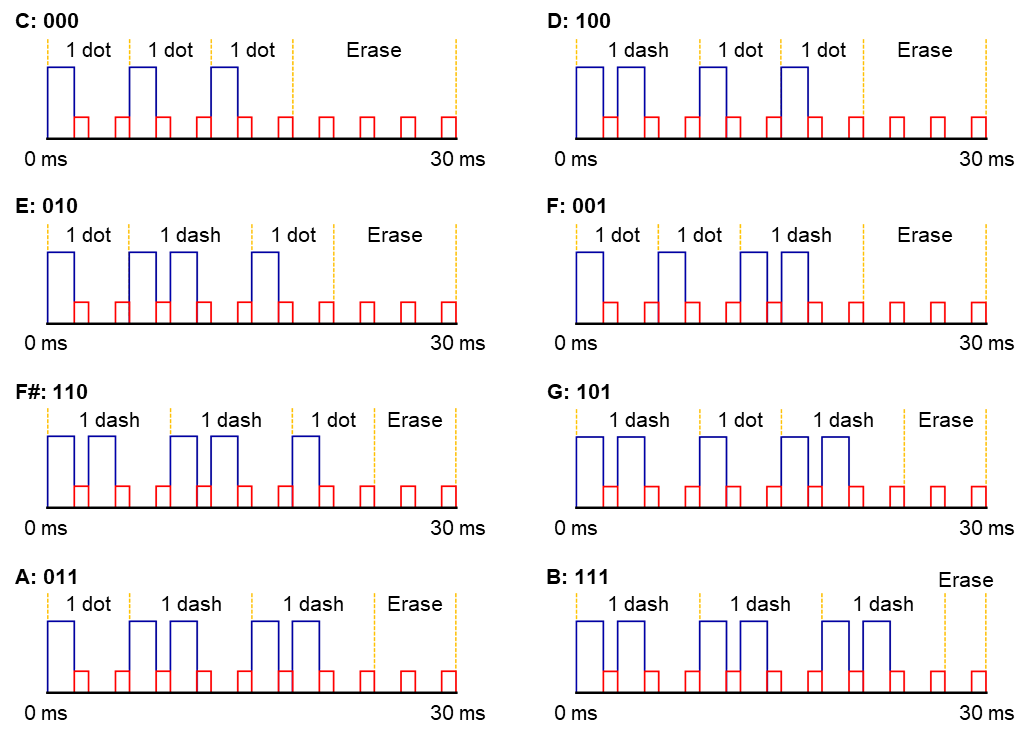 C: 000
1 dot 1 dot 1 dot Erase
0 ms 30 ms
D: 100
1 dash 1 dot 1 dot Erase
0 ms 30 ms
E: 010
1 dot 1 dash 1 dot Erase
0 ms 30 ms
F: 001
1 dot 1 dot 1 dash Erase
0 ms 30 ms
F#: 110
1 dash 1 dash 1 dot Erase
0 ms 30 ms
G: 101
1 dash 1 dot 1 dash Erase
0 ms 30 ms
A: 011
1 dot 1 dash 1 dash Erase
0 ms 30 ms
B: 111
1 dash 1 dash 1 dash Erase
0 ms 30 ms